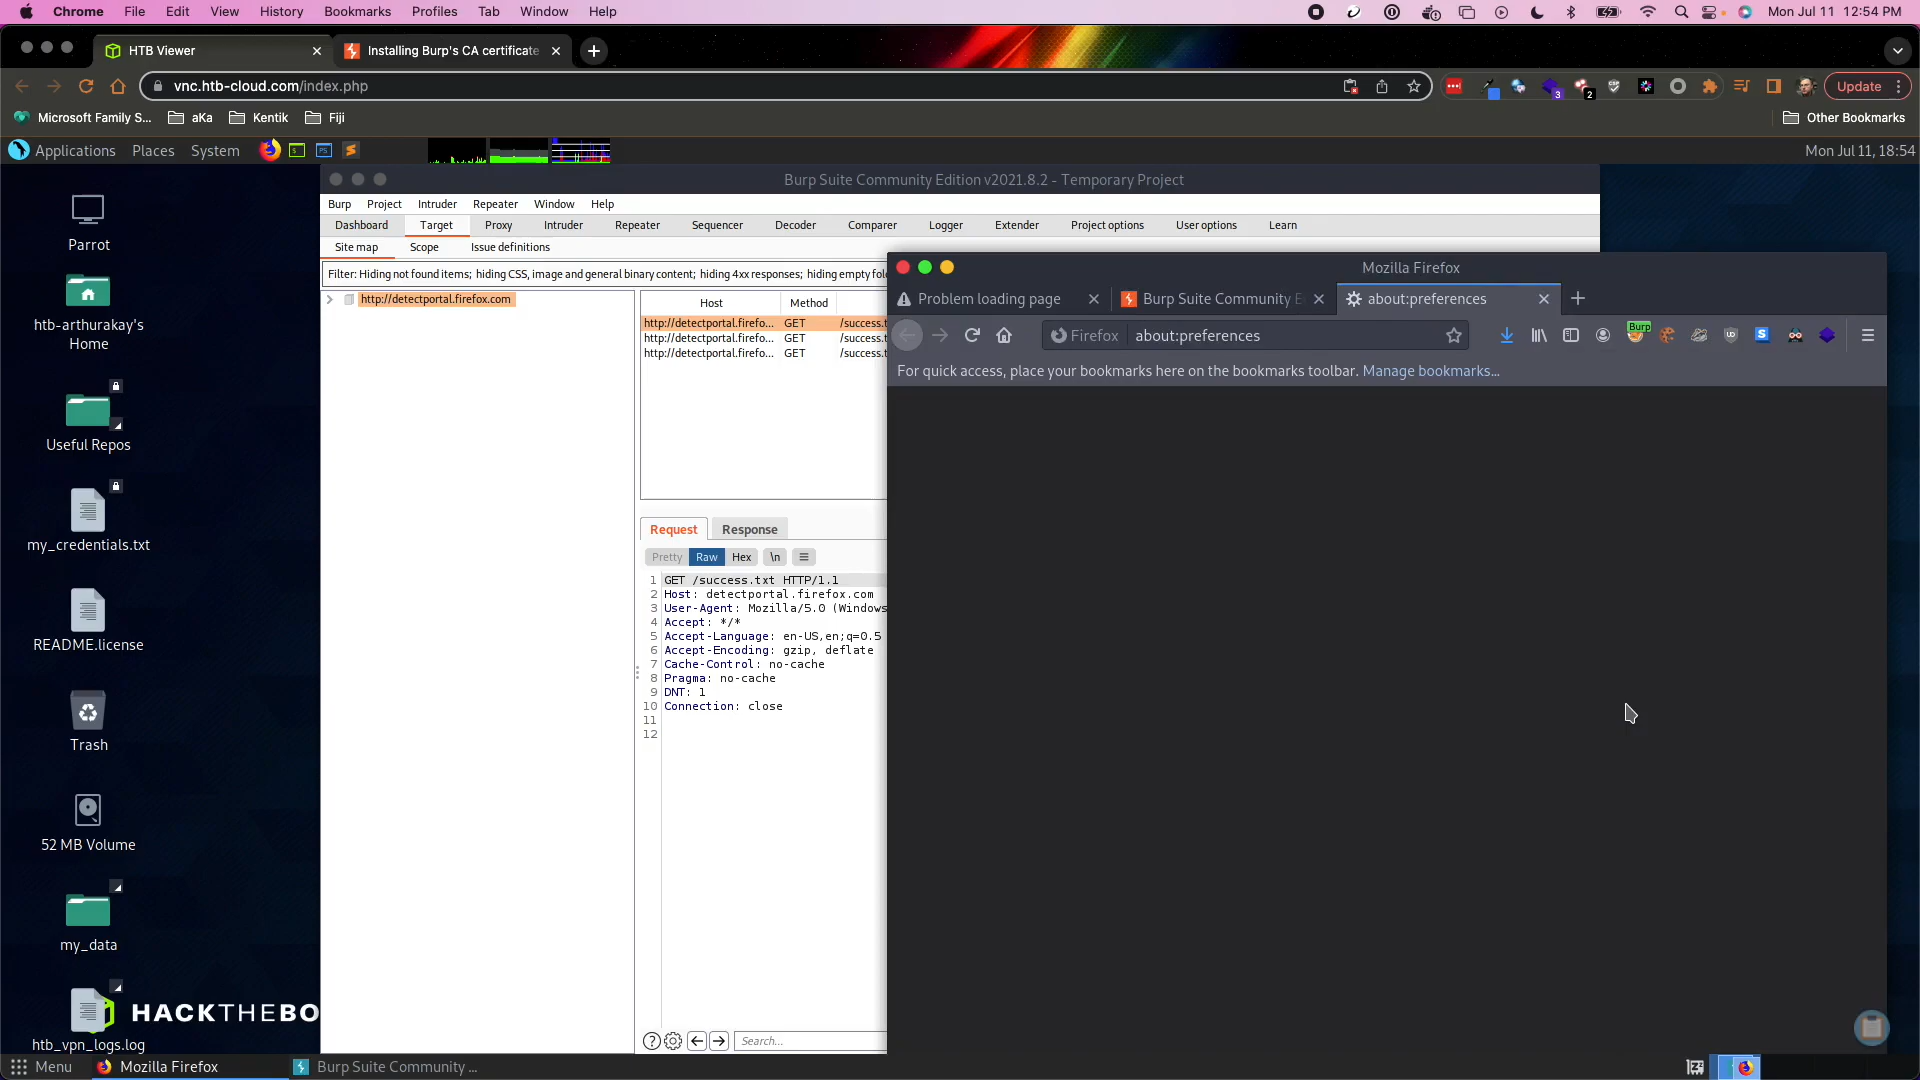 Chrome File Edit View History Bookmarks Profiles Tab Window Help Mon Jul 11 12:54 PM
HTB Viewer Installing Burp's CA certificate
vnc.htb-cloud.com/index.php 3 2 Update
Microsoft Family S... aKa Kentik Fiji Other Bookmarks
Applications Places System Mon Jul 11, 18:54
Burp Suite Community Edition v2021.8.2 - Temporary Project
Burp Project Intruder Repeater Window Help
Dashboard Target Proxy Intruder Repeater Sequencer Decoder Comparer Logger Extender Project options User options Learn
Site map Scope Issue definitions
Filter: Hiding not found items; hiding CSS, image and general binary content; hiding 4xx responses; hiding empty fol
http://detectportal.firefox.com
Host Method
http://detectportal.firefo... GET /success.t
http://detectportal.firefo... GET /success.t
http://detectportal.firefo... GET /success.t
Request Response
Pretty Raw Hex \n
1 GET /success.txt HTTP/1.1
2 Host: detectportal.firefox.com
3 User-Agent: Mozilla/5.0 (Windows
4 Accept: */*
5 Accept-Language: en-US,en;q=0.5
6 Accept-Encoding: gzip, deflate
7 Cache-Control: no-cache
8 Pragma: no-cache
9 DNT: 1
10 Connection: close
11
12
Search...
Mozilla Firefox
Problem loading page Burp Suite Community E about:preferences
Firefox about:preferences Burp
For quick access, place your bookmarks here on the bookmarks toolbar. Manage bookmarks...
Parrot
htb-arthurakay's
Home
Useful Repos
my_credentials.txt
README.license
Trash
52 MB Volume
my_data
HACKTHEBO
htb_vpn_logs.log
Menu Mozilla Firefox Burp Suite Community ...